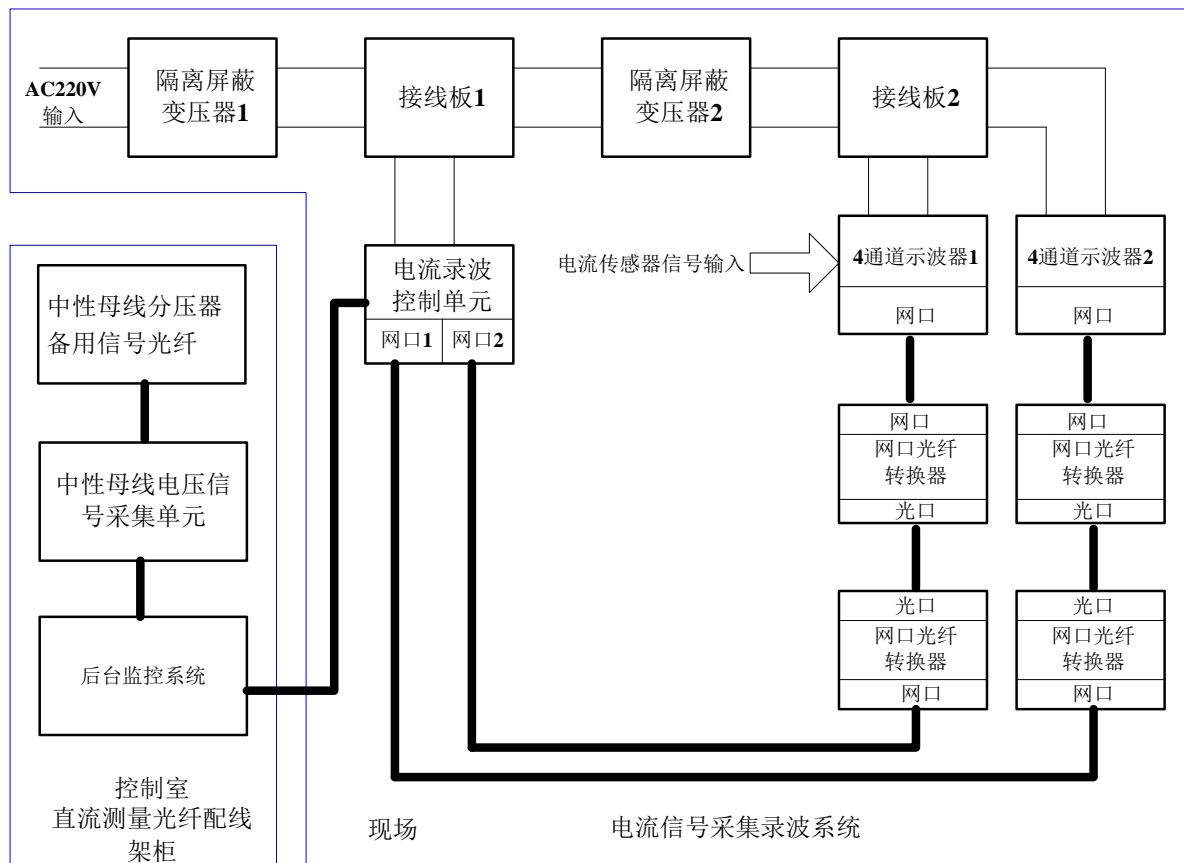 AC220V
输入
隔离屏蔽
变压器1
接线板1
隔离屏蔽
变压器2
接线板2
中性母线分压器
备用信号光纤
电流录波
控制单元
网口1
网口2
电流传感器信号输入
4通道示波器1
网口
4通道示波器2
网口
中性母线电压信
号采集单元
网口
网口光纤
转换器
光口
网口
网口光纤
转换器
光口
后台监控系统
光口
网口光纤
转换器
网口
光口
网口光纤
转换器
网口
控制室
直流测量光纤配线
架柜
现场
电流信号采集录波系统